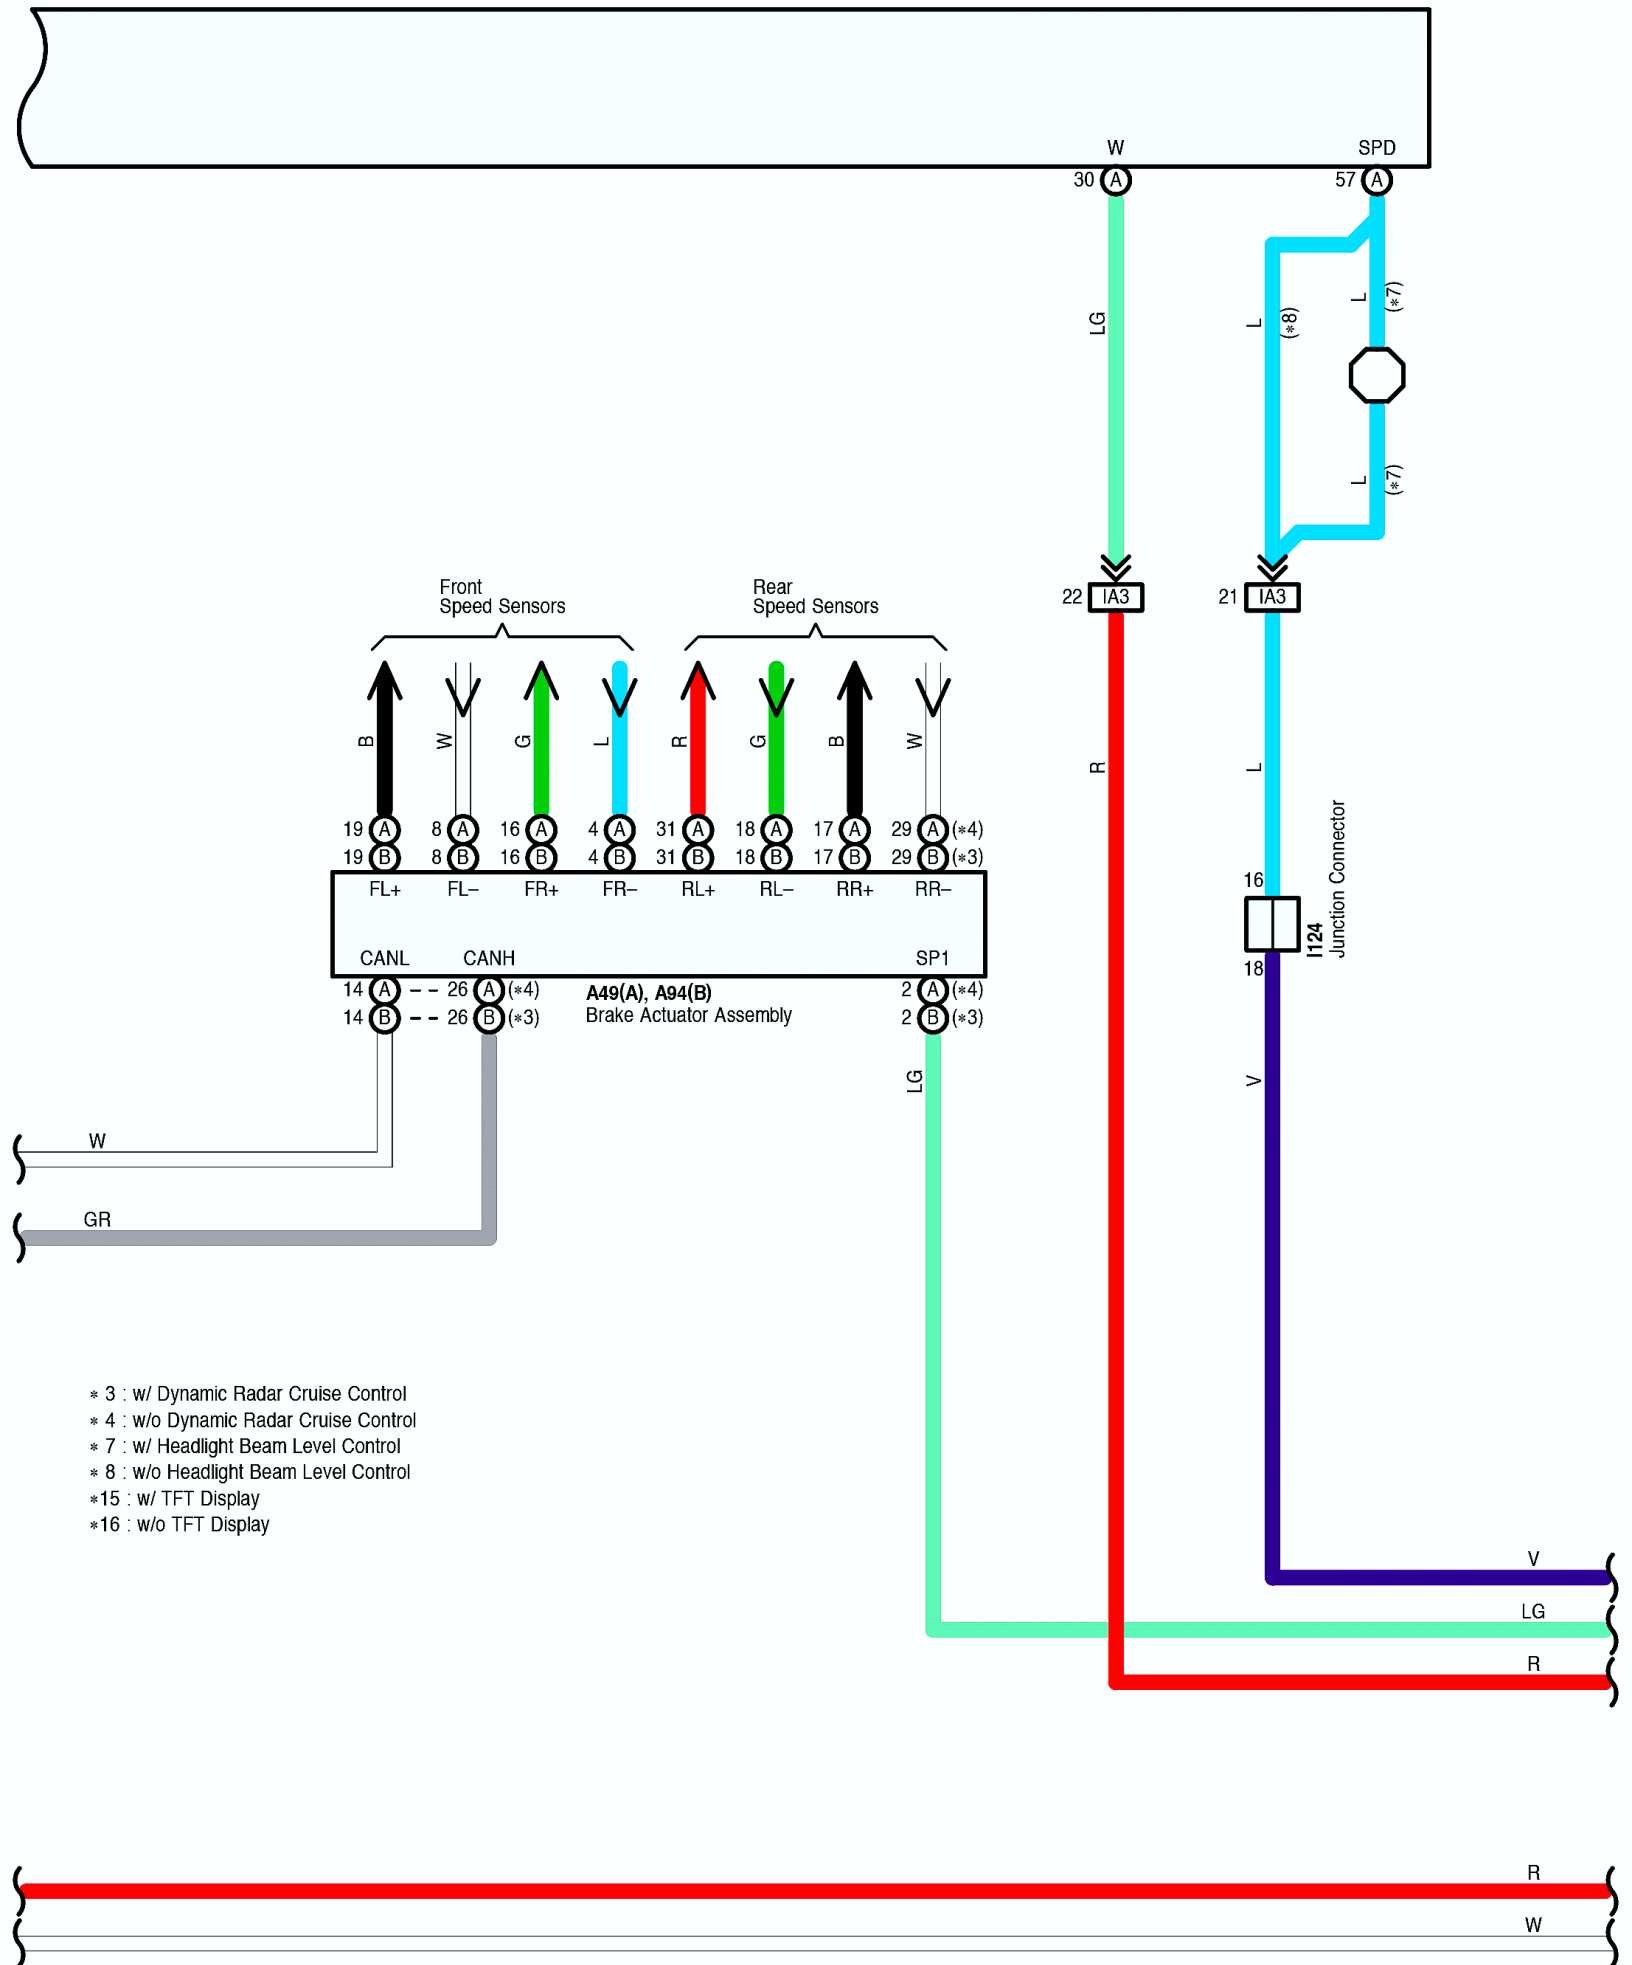 W SPD
30 A 57 A
LG
L
(*8)
L
(*7)
L
(*7)
Front
Speed Sensors
Rear
Speed Sensors
22 IA3 21 IA3
B W G L R G B W
R
L
19 A 8 A 16 A 4 A 31 A 18 A 17 A 29 A (*4)
19 B 8 B 16 B 4 B 31 B 18 B 17 B 29 B (*3)
FL+ FL– FR+ FR– RL+ RL– RR+ RR–
CANL CANH SP1
14 A – – 26 A (*4) 2 A (*4)
14 B – – 26 B (*3) 2 B (*3)
A49(A), A94(B)
Brake Actuator Assembly
16
18
I124
Junction Connector
LG
V
W
GR
* 3 : w/ Dynamic Radar Cruise Control
* 4 : w/o Dynamic Radar Cruise Control
* 7 : w/ Headlight Beam Level Control
* 8 : w/o Headlight Beam Level Control
*15 : w/ TFT Display
*16 : w/o TFT Display
V
LG
R
R
W